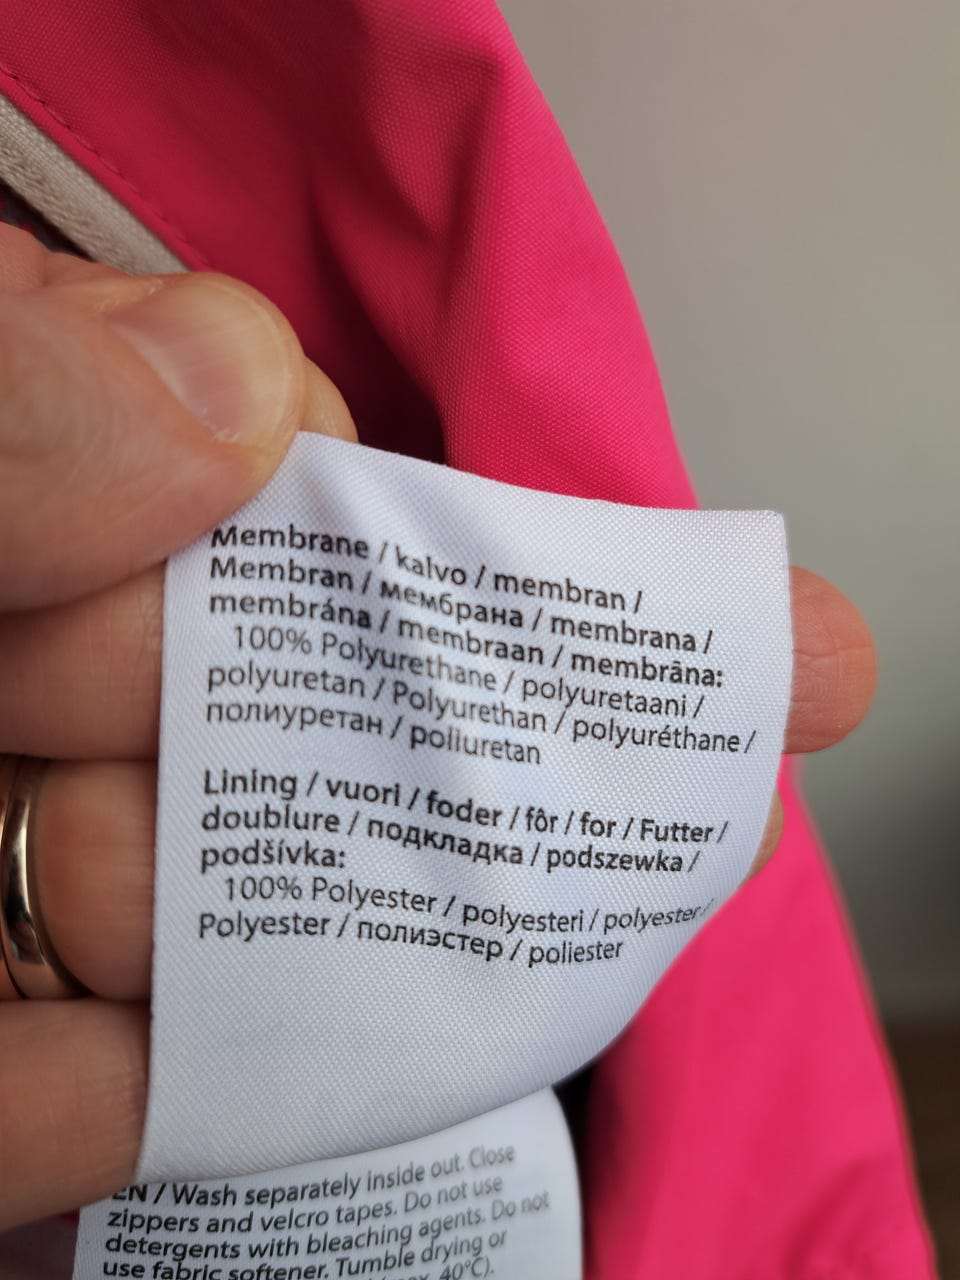 Membrane / kalvo / membran /
Membran / мембрана / membrana /
membrána / membraan / membrāna:
100% Polyurethane / polyuretaani /
polyuretan / Polyurethan / polyuréthane /
полиуретан / poliuretan
Lining / vuori / foder / fôr / for / Futter /
doublure / подкладка / podszewka /
podšívka:
100% Polyester / polyesteri / polyester /
Polyester / полиэстер / poliester
EN / Wash separately inside out. Close
zippers and velcro tapes. Do not use
detergents with bleaching agents. Do not
use fabric softener. Tumble drying or
40°C).